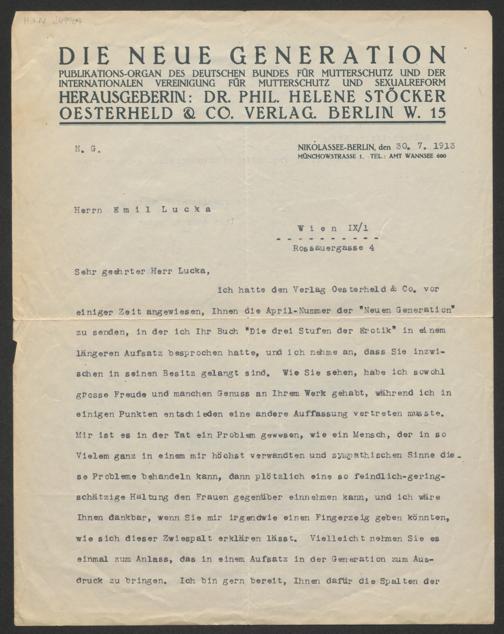 DIE NEUE GENERATION
PUBLIKATIONS-ORGAN DES DEUTSCHEN BUNDES FÜR MUTTERSCHUTZ UND DER
INTERNATIONALEN VEREINIGUNG FÜR MUTTERSCHUTZ UND SEXUALREFORM
HERAUSGEBERIN: DR. PHIL. HELENE STÖCKER
OESTERHELD & CO. VERLAG. BERLIN W. 15
N. G.
NIKOLASSEE-BERLIN, den 30. 7. 1913
MÜNCHOWSTRASSE 1. TEL.: AMT WANNSEE 600
Herrn Emil Lucka
Wien IX/1
Rossauergasse 4
Sehr geehrter Herr Lucka,
Ich hatte den Verlag Oesterheld & Co. vor
einiger Zeit angewiesen, Ihnen die April-Nummer der "Neuen Generation"
zu senden, in der ich Ihr Buch "Die drei Stufen der Erotik" in einem
längeren Aufsatz besprochen hatte, und ich nehme an, dass Sie inzwi-
schen in seinen Besitz gelangt sind. Wie Sie sehen, habe ich sowohl
grosse Freude und manchen Genuss an Ihrem Werk gehabt, während ich in
einigen Punkten entschieden eine andere Auffassung vertreten musste.
Mir ist es in der Tat ein Problem gewesen, wie ein Mensch, der in so
Vielem ganz in einem mir höchst verwandten und sympathischen Sinne die-
se Probleme behandeln kann, dann plötzlich eine so feindlich-gering-
schätzige Haltung den Frauen gegenüber einnehmen kann, und ich wäre
Ihnen dankbar, wenn Sie mir irgendwie einen Fingerzeig geben könnten,
wie sich dieser Zwiespalt erklären lässt. Vielleicht nehmen Sie es
einmal zum Anlass, das in einem Aufsatz in der Generation zum Aus-
druck zu bringen. Ich bin gern bereit, Ihnen dafür die Spalten der